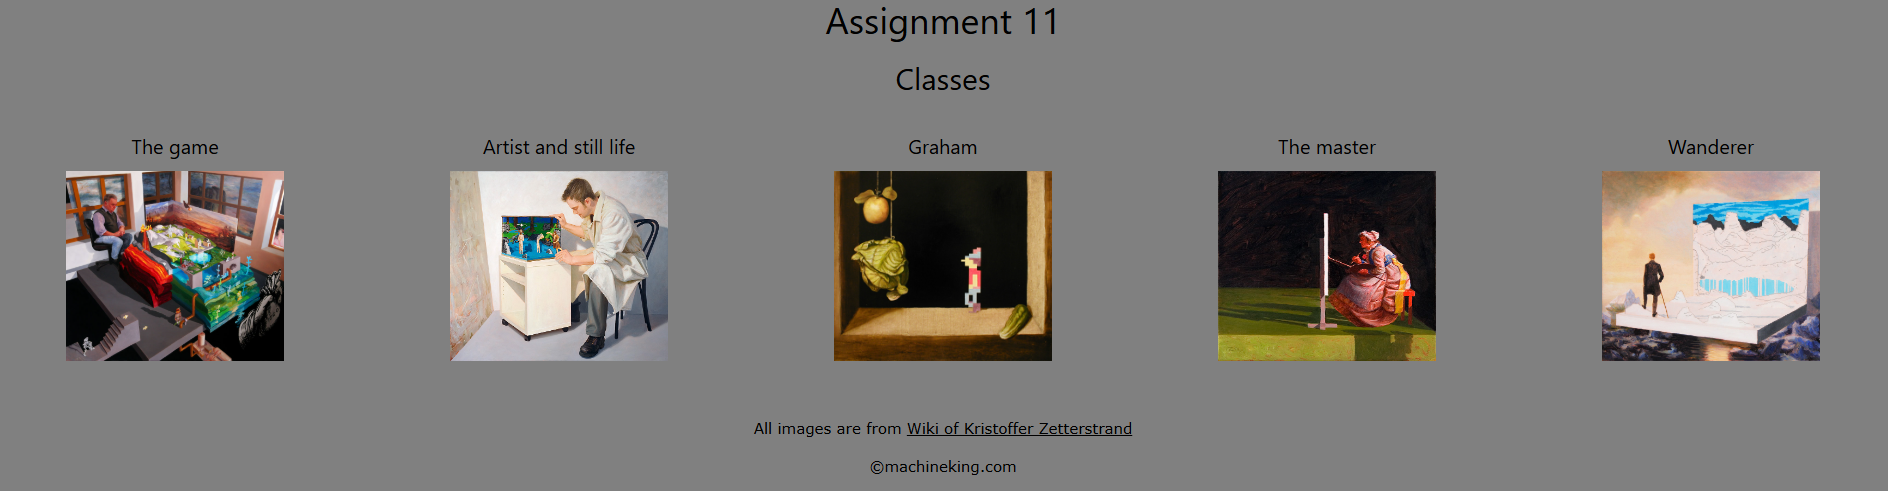 Assignment 11
Classes
The game
Artist and still life
Graham
The master
Wanderer
All images are from Wiki of Kristoffer Zetterstrand
©machineking.com